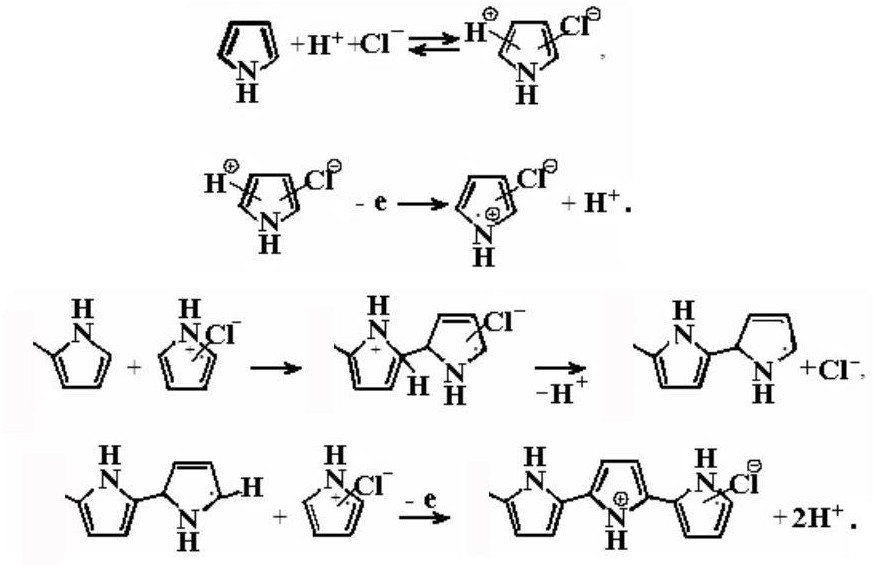 N H + H⁺ + Cl⁻ H⊕ Cl⊖ N H ,
H⊕ Cl⊖ N H - e N ⊕ H Cl⊖ + H⁺ .
H N + H N + Cl⁻ H N + H N H Cl⁻ -H⁺ H N N H + Cl⁻,
H N N H H + H N + Cl⁻ - e H N N ⊕ H H N Cl⊖ + 2H⁺ .